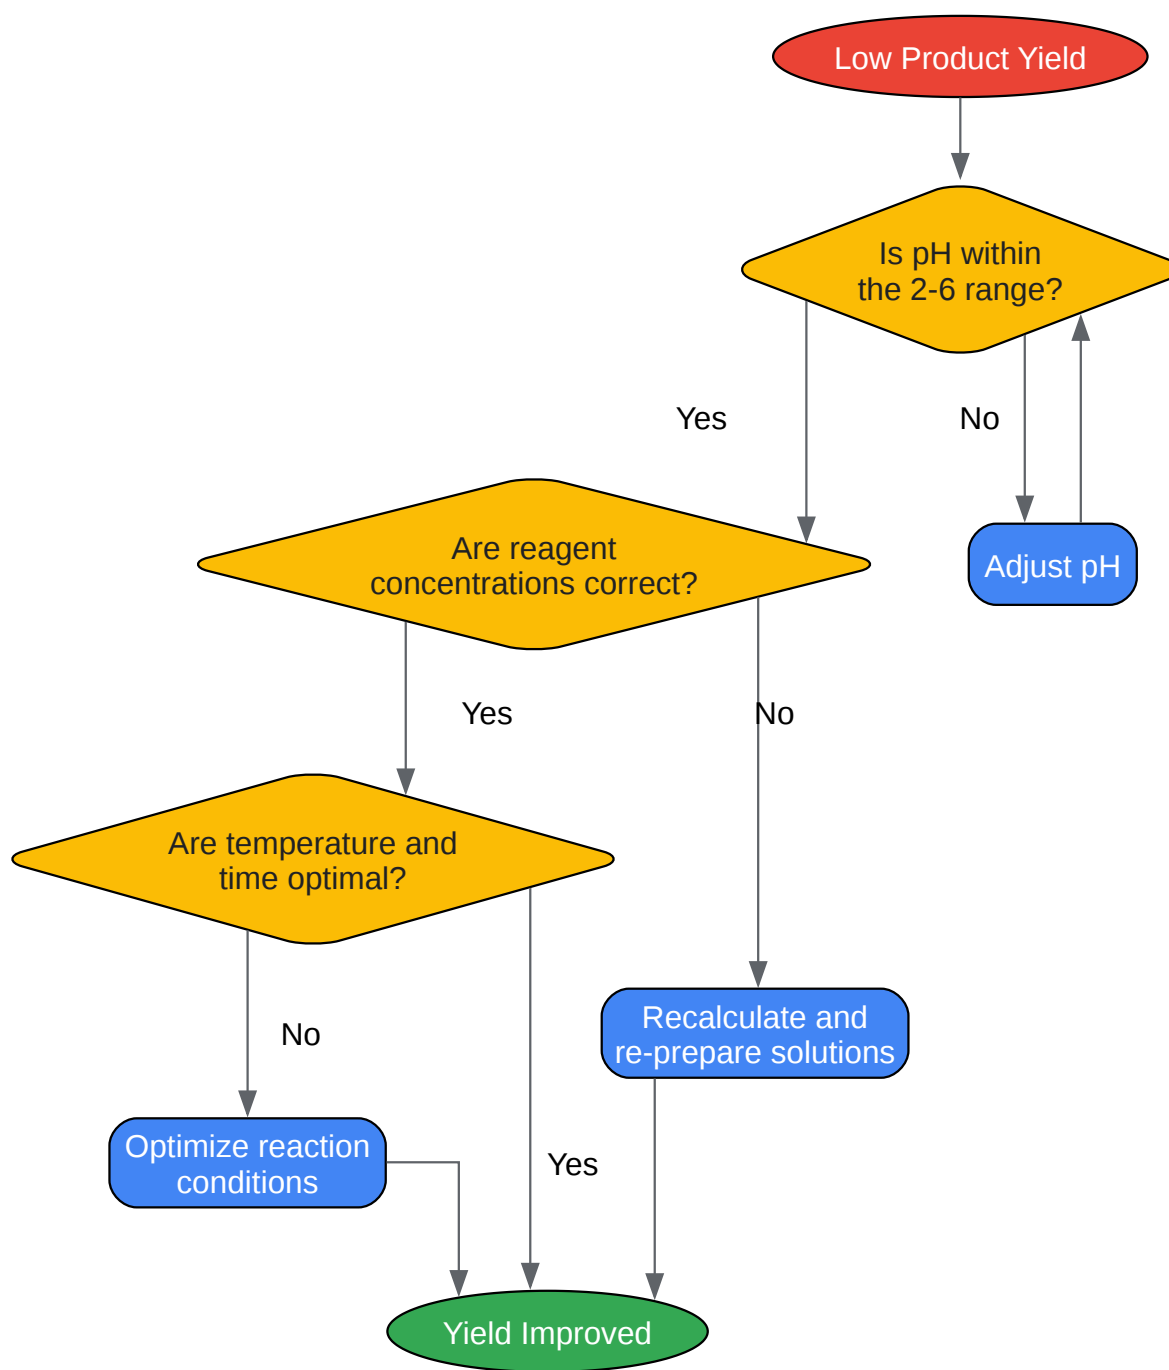 Low Product Yield
Is pH within
the 2-6 range?
Yes
No
Are reagent
concentrations correct?
Adjust pH
Yes
No
Are temperature and
time optimal?
No
Recalculate and
re-prepare solutions
Optimize reaction
conditions
Yes
Yield Improved